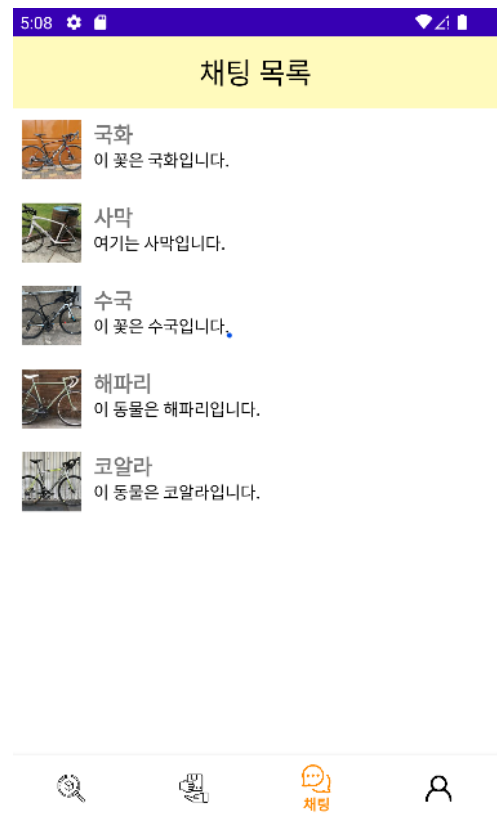 5:08
채팅 목록
국화
이 꽃은 국화입니다.
사막
여기는 사막입니다.
수국
이 꽃은 수국입니다.
해파리
이 동물은 해파리입니다.
코알라
이 동물은 코알라입니다.
채팅